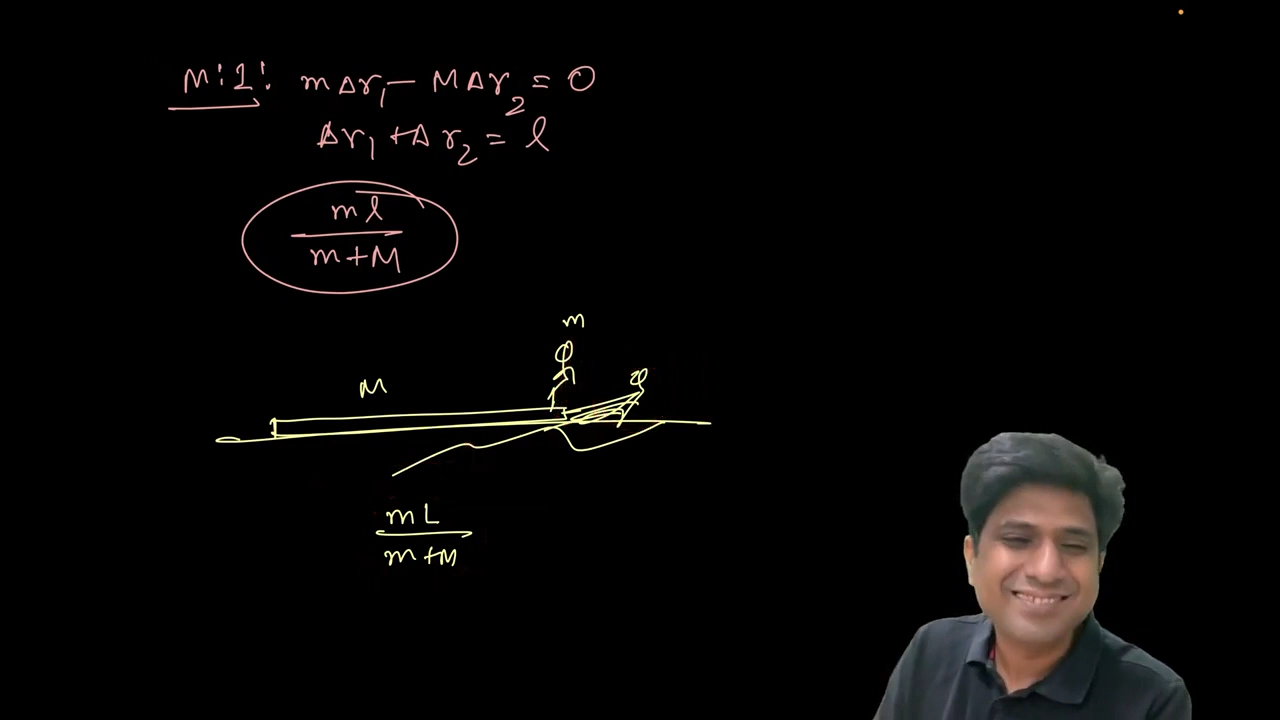 M:1: mΔr₁ – MΔr₂ = 0
Δr₁ + Δr₂ = l
ml
m+M
m
M
mL
m+M